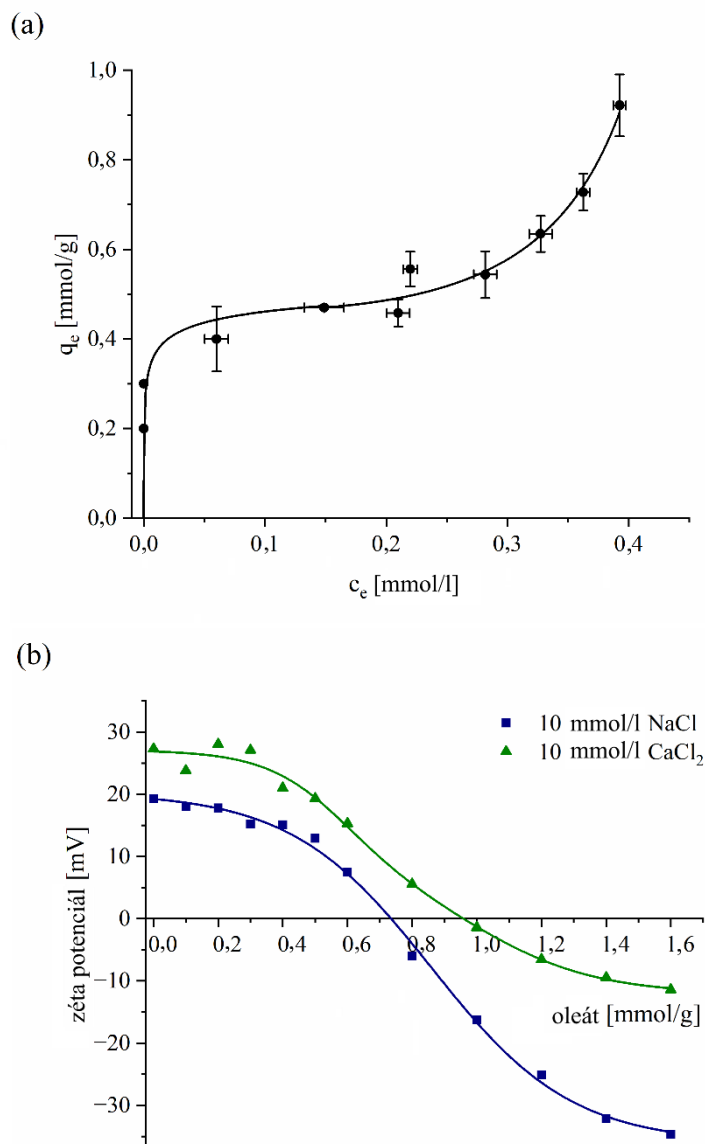 (a)
1,0
0,8
0,6
0,4
0,2
0,0
qe [mmol/g]
0,0 0,1 0,2 0,3 0,4
ce [mmol/l]
(b)
30
20
10
0
−10
−20
−30
zéta potenciál [mV]
10 mmol/l NaCl
10 mmol/l CaCl2
0,0 0,2 0,4 0,6 0,8 1,0 1,2 1,4 1,6
oleát [mmol/g]